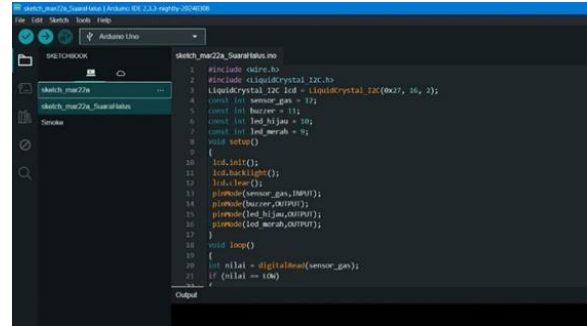 sketch_mar22a_SuaraHalus | Arduino IDE 2.3.3-nightly-20240308
File Edit Sketch Tools Help
Arduino Uno
SKETCHBOOK
sketch_mar22a ...
sketch_mar22a_SuaraHalus
Smoke
sketch_mar22a_SuaraHalus.ino
1 #include <Wire.h>
2 #include <LiquidCrystal_I2C.h>
3 LiquidCrystal_I2C lcd = LiquidCrystal_I2C(0x27, 16, 2);
4 const int sensor_gas = 12;
5 const int buzzer = 11;
6 const int led_hijau = 10;
7 const int led_merah = 9;
8 void setup()
9 {
10 lcd.init();
11 lcd.backlight();
12 lcd.clear();
13 pinMode(sensor_gas,INPUT);
14 pinMode(buzzer,OUTPUT);
15 pinMode(led_hijau,OUTPUT);
16 pinMode(led_merah,OUTPUT);
17 }
18 void loop()
19 {
20 int nilai = digitalRead(sensor_gas);
21 if (nilai == LOW)
22 {
Output